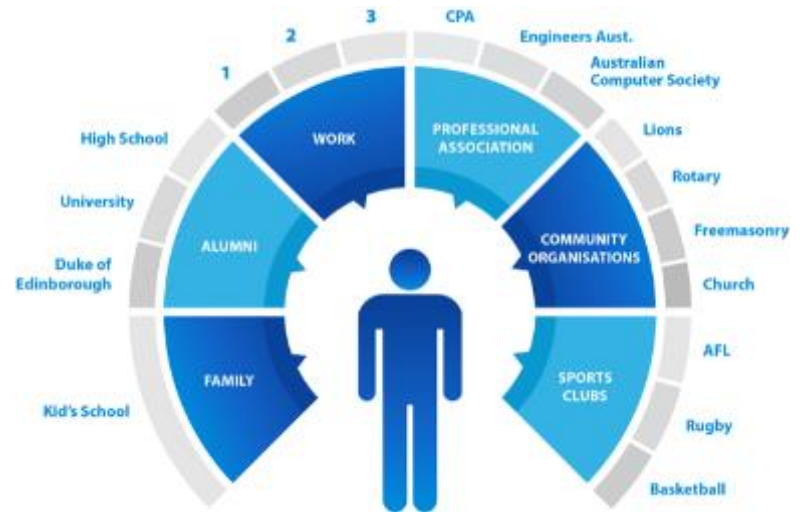 3
CPA
2
Engineers Aust.
1
Australian
Computer Society
High School
WORK
PROFESSIONAL
ASSOCIATION
Lions
University
Rotary
ALUMNI
COMMUNITY
ORGANISATIONS
Freemasonry
Duke of
Edinborough
Church
FAMILY
SPORTS
CLUBS
AFL
Kid's School
Rugby
Basketball